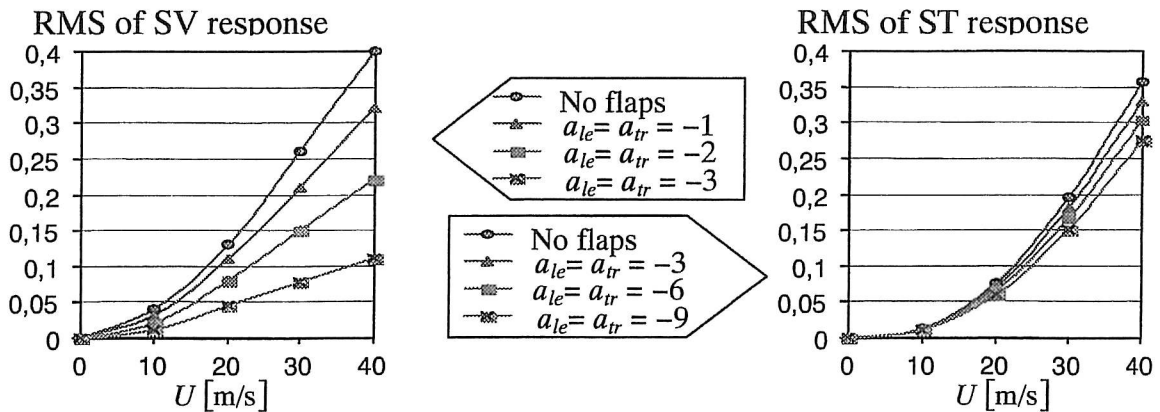 RMS of SV response
0,4
0,35
0,3
0,25
0,2
0,15
0,1
0,05
0
0 10 20 30 40
U [m/s]
No flaps
a_le = a_tr = −1
a_le = a_tr = −2
a_le = a_tr = −3
No flaps
a_le = a_tr = −3
a_le = a_tr = −6
a_le = a_tr = −9
RMS of ST response
0,4
0,35
0,3
0,25
0,2
0,15
0,1
0,05
0
0 10 20 30 40
U [m/s]